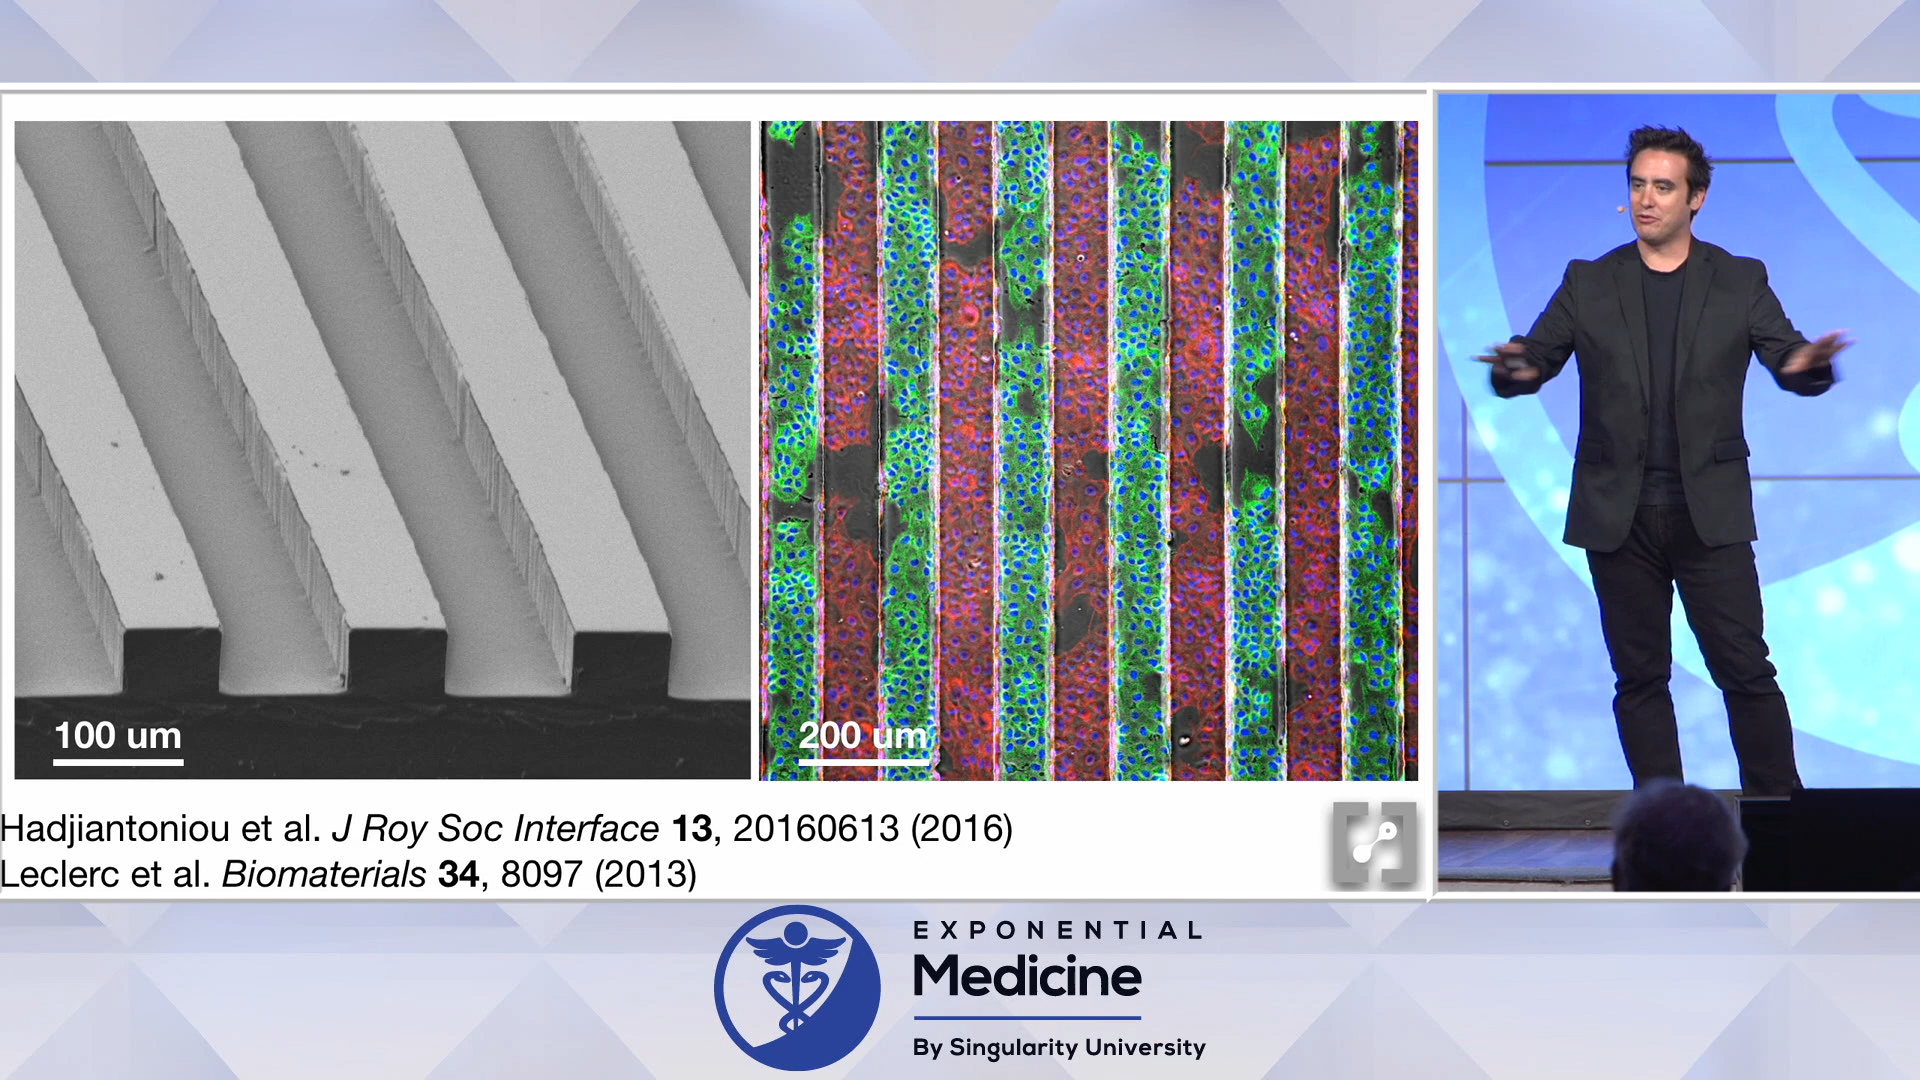 100 um
200 um
Hadjiantoniou et al. J Roy Soc Interface 13, 20160613 (2016)
Leclerc et al. Biomaterials 34, 8097 (2013)
EXPONENTIAL
Medicine
By Singularity University